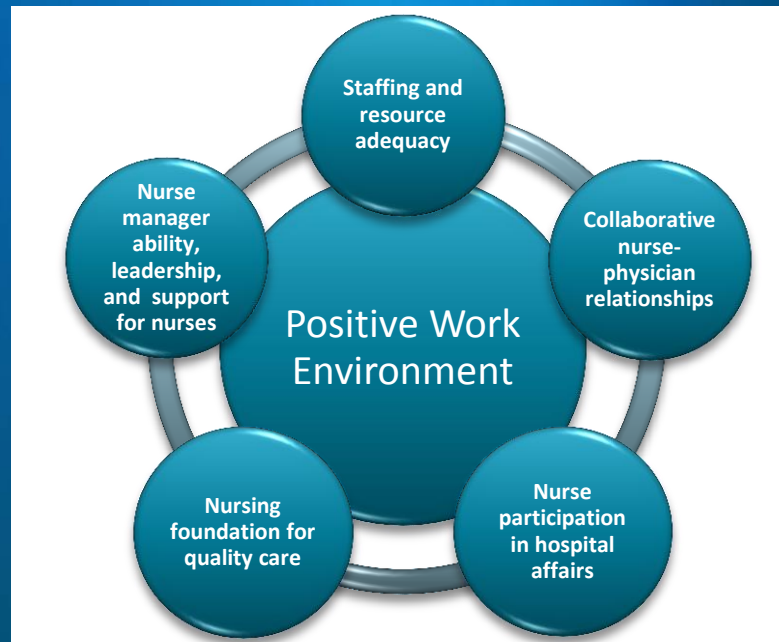 Staffing and
resource
adequacy
Collaborative
nurse-
physician
relationships
Nurse
participation
in hospital
affairs
Nursing
foundation for
quality care
Nurse
manager
ability,
leadership,
and support
for nurses
Positive Work
Environment